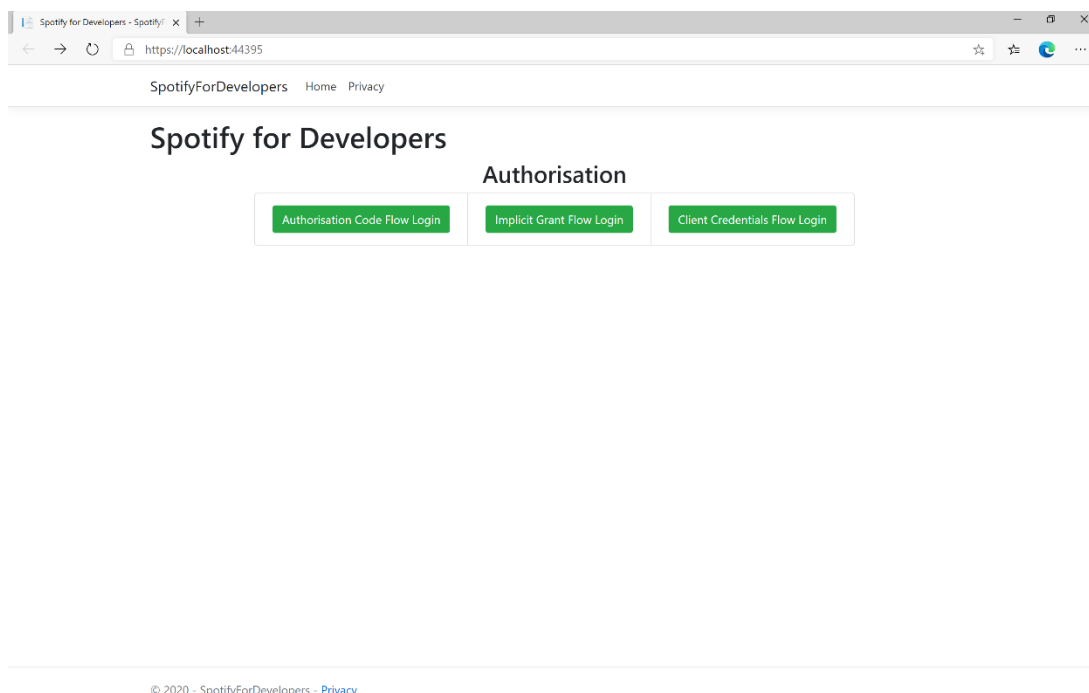 Spotify for Developers - Spotify
https://localhost:44395
SpotifyForDevelopers Home Privacy
Spotify for Developers
Authorisation
Authorisation Code Flow Login Implicit Grant Flow Login Client Credentials Flow Login
© 2020 - SpotifyForDevelopers - Privacy